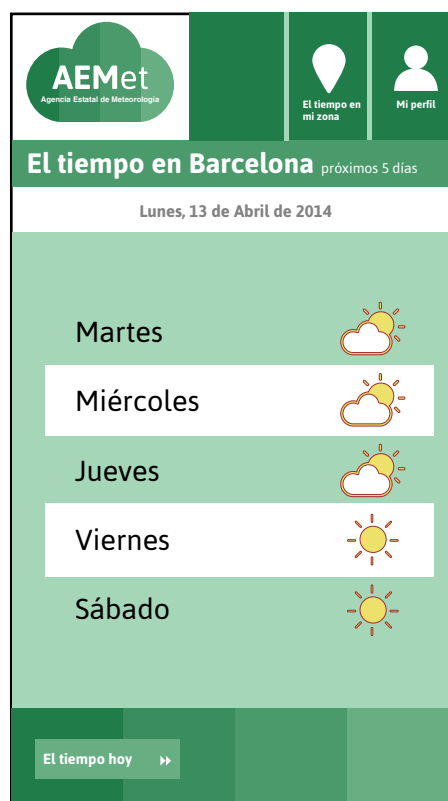 AEMet
Agencia Estatal de Meteorología
El tiempo en
mi zona
Mi perfil
El tiempo en Barcelona próximos 5 días
Lunes, 13 de Abril de 2014
Martes
Miércoles
Jueves
Viernes
Sábado
El tiempo hoy